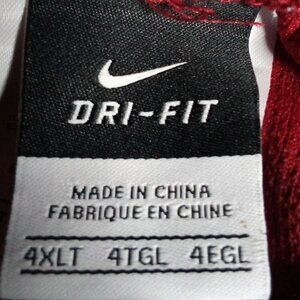 DRI-FIT
MADE IN CHINA
FABRIQUE EN CHINE
4XLT 4TGL 4EGL